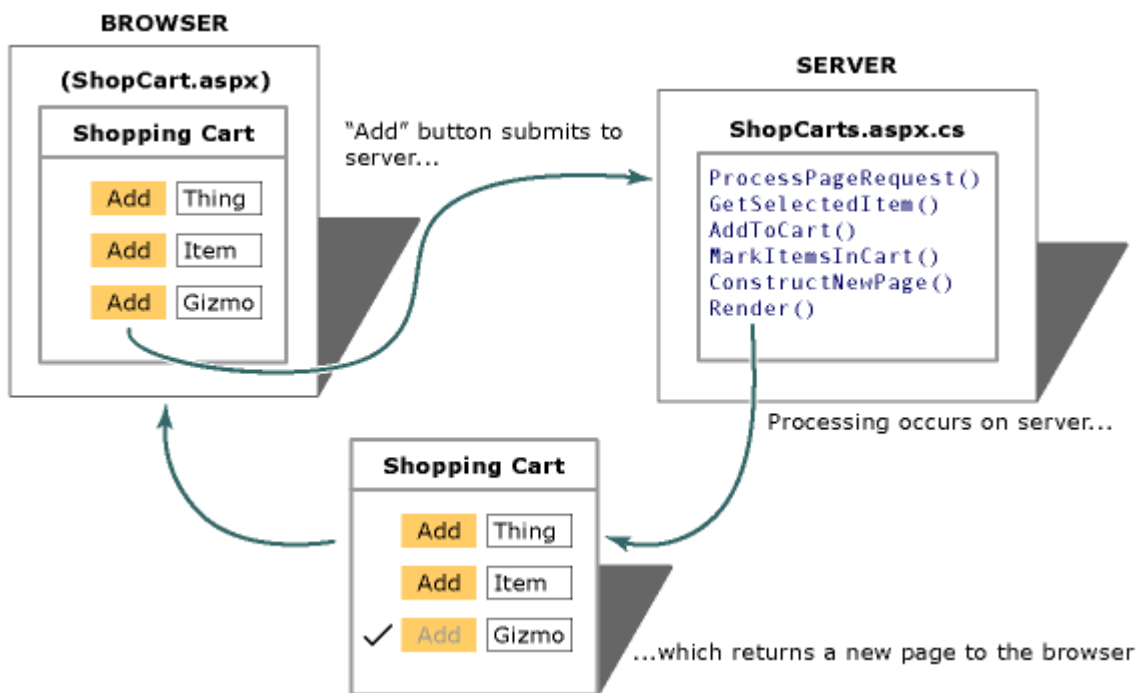 BROWSER
(ShopCart.aspx)
Shopping Cart
Add Thing
Add Item
Add Gizmo
“Add” button submits to
server...
SERVER
ShopCarts.aspx.cs
ProcessPageRequest()
GetSelectedItem()
AddToCart()
MarkItemsInCart()
ConstructNewPage()
Render()
Processing occurs on server...
Shopping Cart
Add Thing
Add Item
Add Gizmo
...which returns a new page to the browser